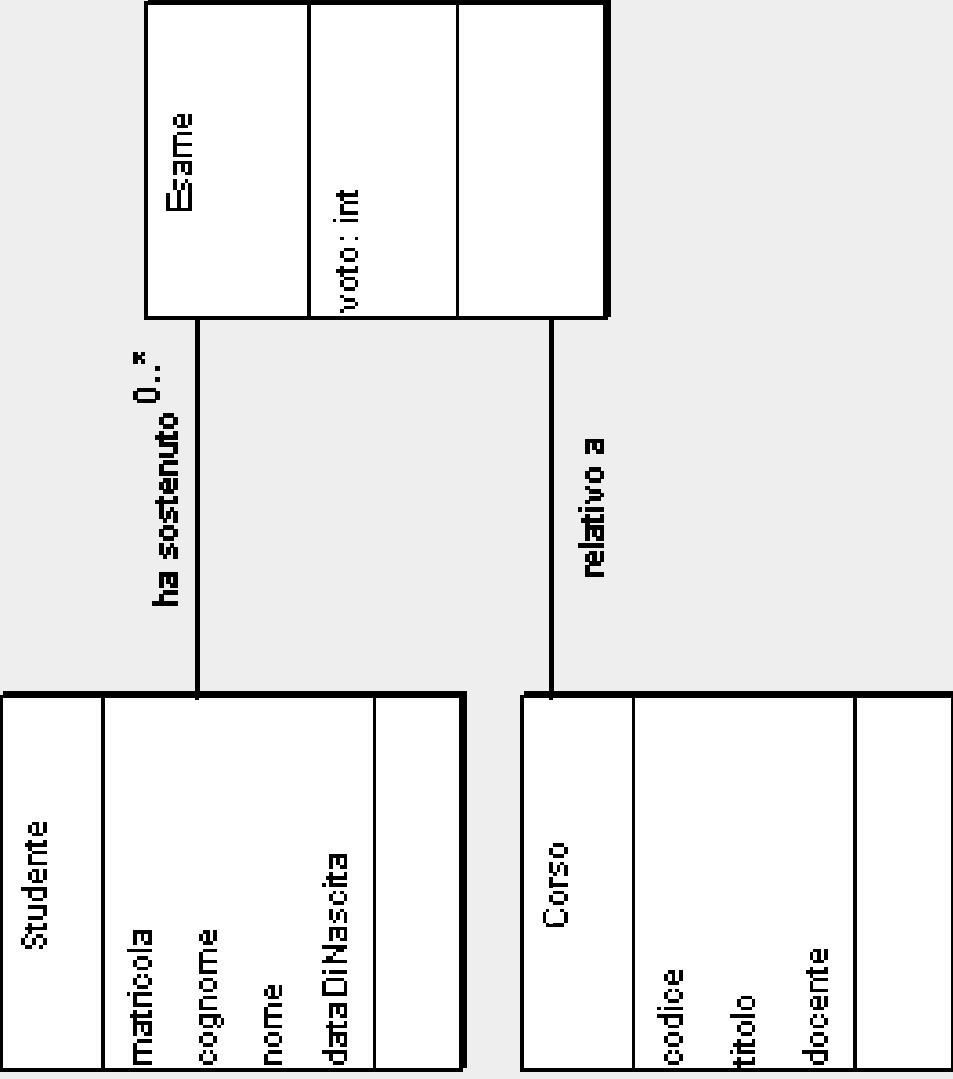 Studente
matricola
cognome
nome
dataDiNascita
ha sostenuto
0..*
Esame
voto: int
Corso
codice
titolo
docente
relativo a